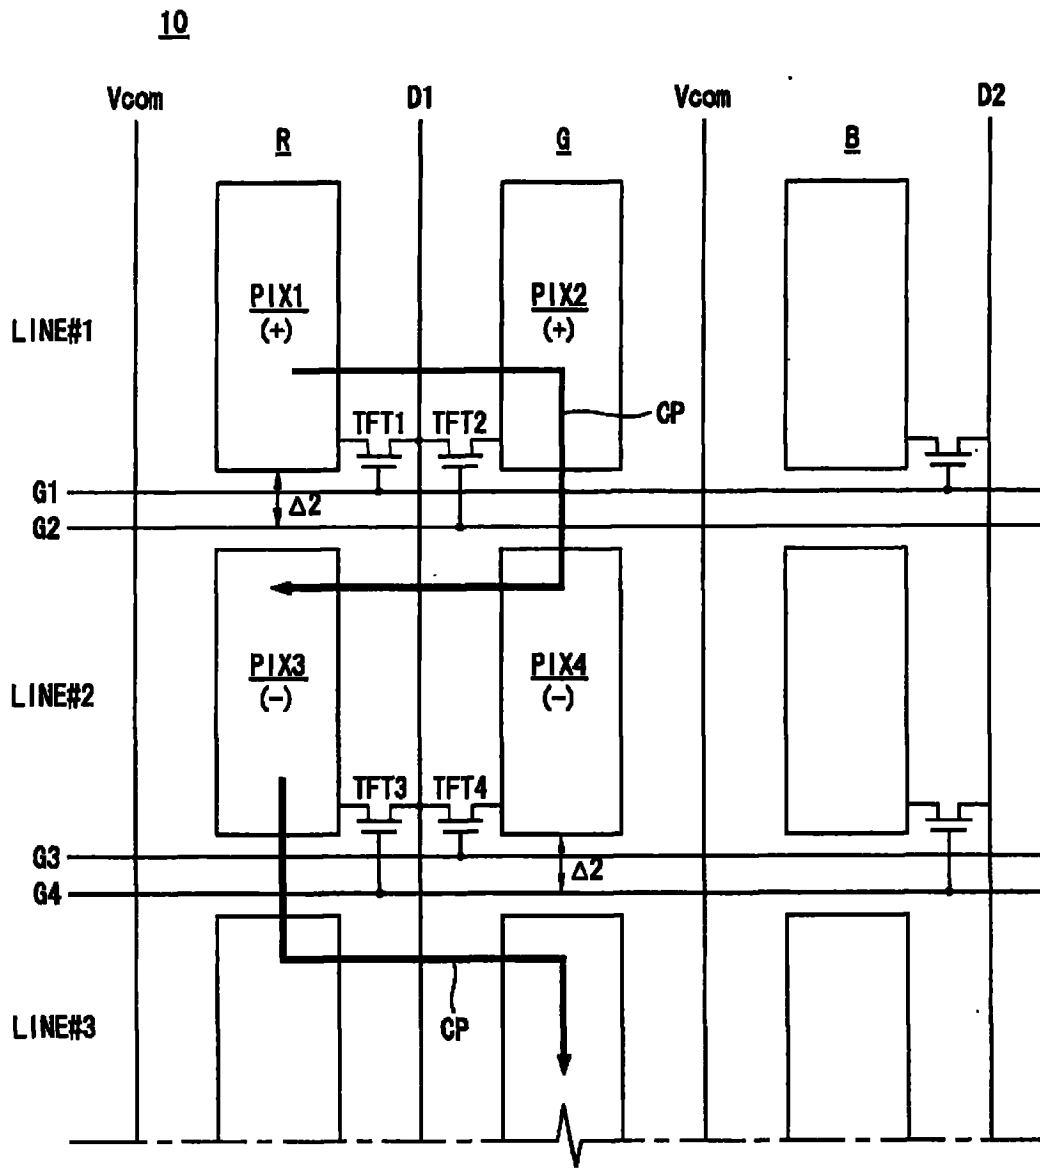 10
Vcom D1 Vcom D2
R G B
PIX1 PIX2
(+) (+)
LINE#1
CP
TFT1 TFT2
G1
Δ2
G2
PIX3 PIX4
(-) (-)
LINE#2
TFT3 TFT4
G3
Δ2
G4
LINE#3
CP